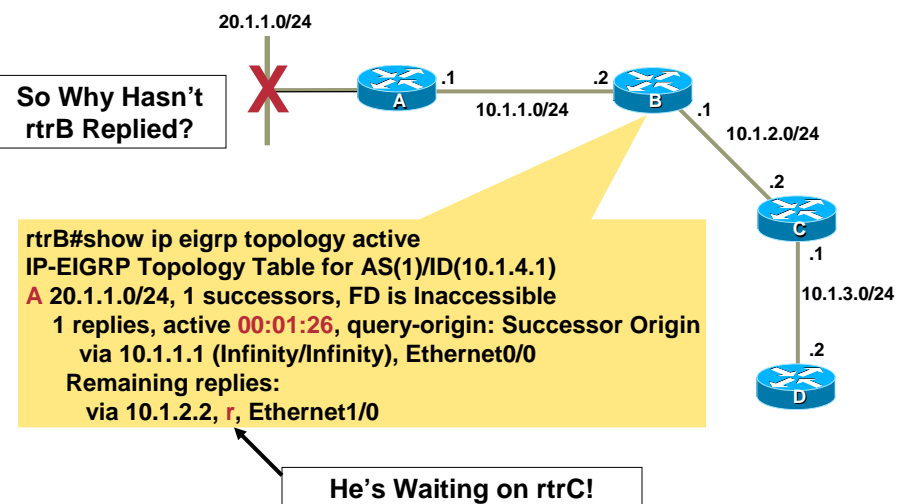 20.1.1.0/24
So Why Hasn't
rtrB Replied?
X
A
.1
10.1.1.0/24
.2
B
.1
10.1.2.0/24
.2
C
.1
10.1.3.0/24
.2
D
rtrB#show ip eigrp topology active
IP-EIGRP Topology Table for AS(1)/ID(10.1.4.1)
A 20.1.1.0/24, 1 successors, FD is Inaccessible
1 replies, active 00:01:26, query-origin: Successor Origin
via 10.1.1.1 (Infinity/Infinity), Ethernet0/0
Remaining replies:
via 10.1.2.2, r, Ethernet1/0
He's Waiting on rtrC!